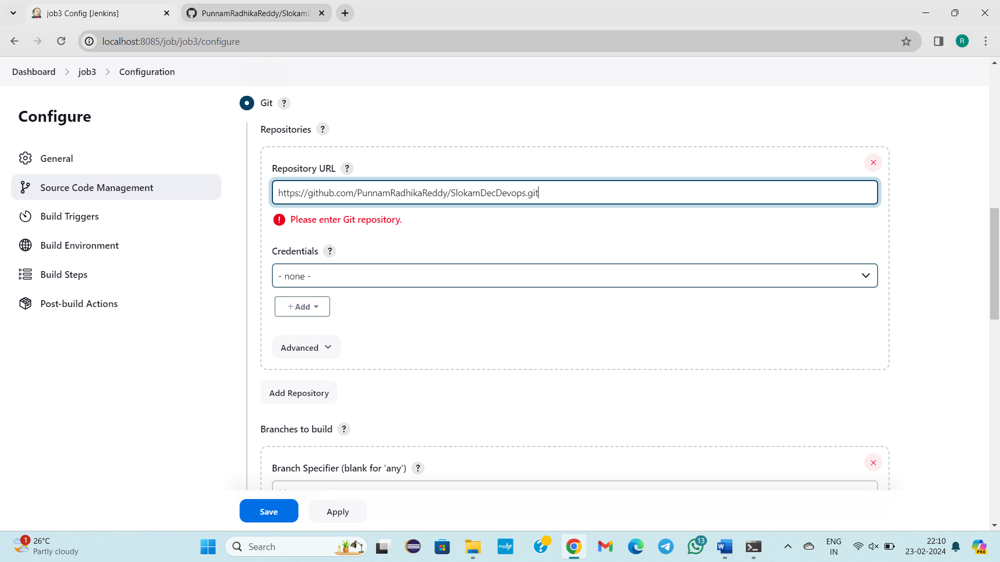 job3 Config [Jenkins]
PunnamRadhikaReddy/SlokamD
localhost:8085/job/job3/configure
R
Dashboard > job3 > Configuration
Configure
General
Source Code Management
Build Triggers
Build Environment
Build Steps
Post-build Actions
Git ?
Repositories ?
Repository URL ?
https://github.com/PunnamRadhikaReddy/SlokamDecDevops.git
Please enter Git repository.
Credentials ?
- none -
+ Add
Advanced
Add Repository
Branches to build ?
Branch Specifier (blank for 'any') ?
Save
Apply
1
26°C
Partly cloudy
Search
myhp
13
ENG
IN
22:10
23-02-2024
PRE